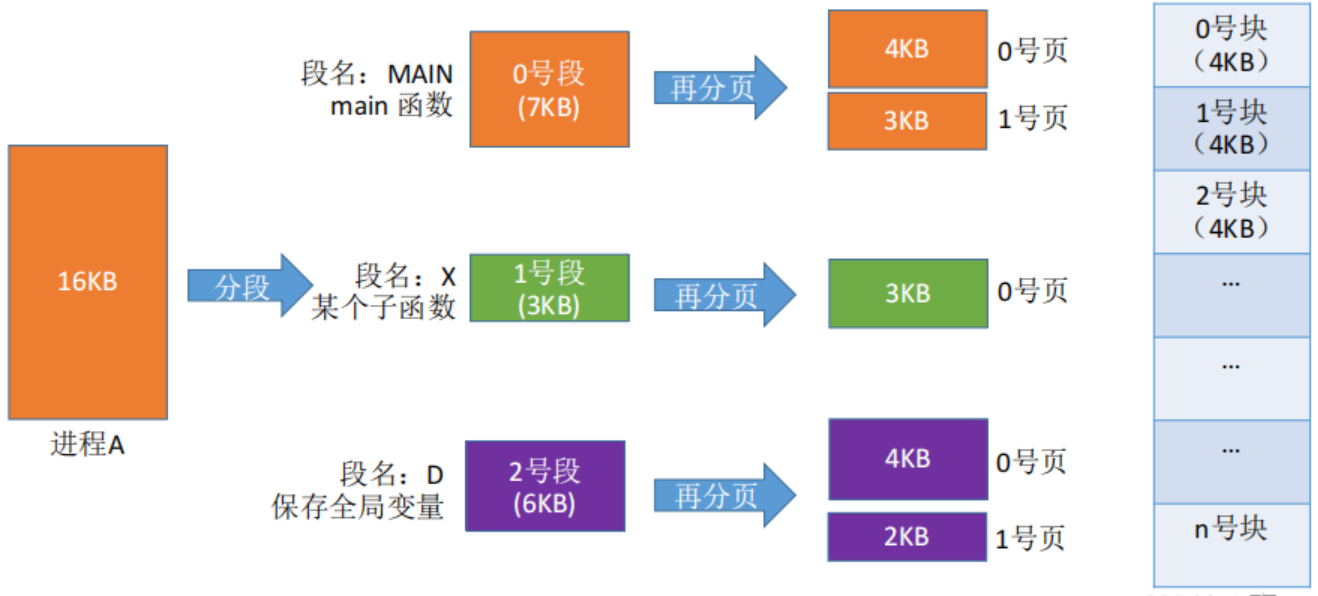 段名：MAIN
main 函数
0号段
(7KB)
再分页
4KB
0号页
3KB
1号页
16KB
进程A
分段
段名：X
某个子函数
1号段
(3KB)
再分页
3KB
0号页
段名：D
保存全局变量
2号段
(6KB)
再分页
4KB
0号页
2KB
1号页
0号块
（4KB）
1号块
（4KB）
2号块
（4KB）
...
...
...
n号块